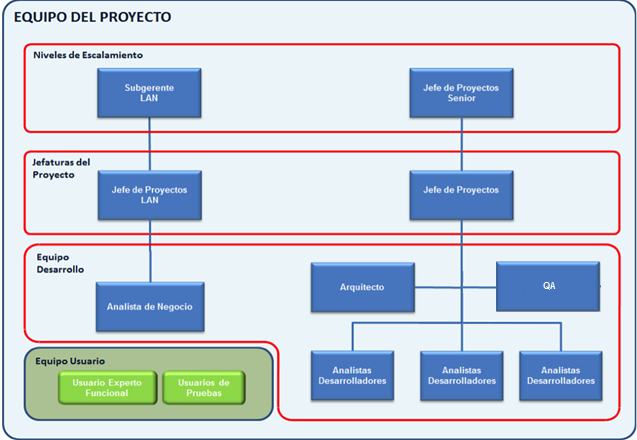 EQUIPO DEL PROYECTO
Niveles de Escalamiento
Subgerente
LAN
Jefe de Proyectos
Senior
Jefaturas del
Proyecto
Jefe de Proyectos
LAN
Jefe de Proyectos
Equipo
Desarrollo
Analista de Negocio
Arquitecto
QA
Analistas
Desarrolladores
Analistas
Desarrolladores
Analistas
Desarrolladores
Equipo Usuario
Usuario Experto
Funcional
Usuarios de
Pruebas